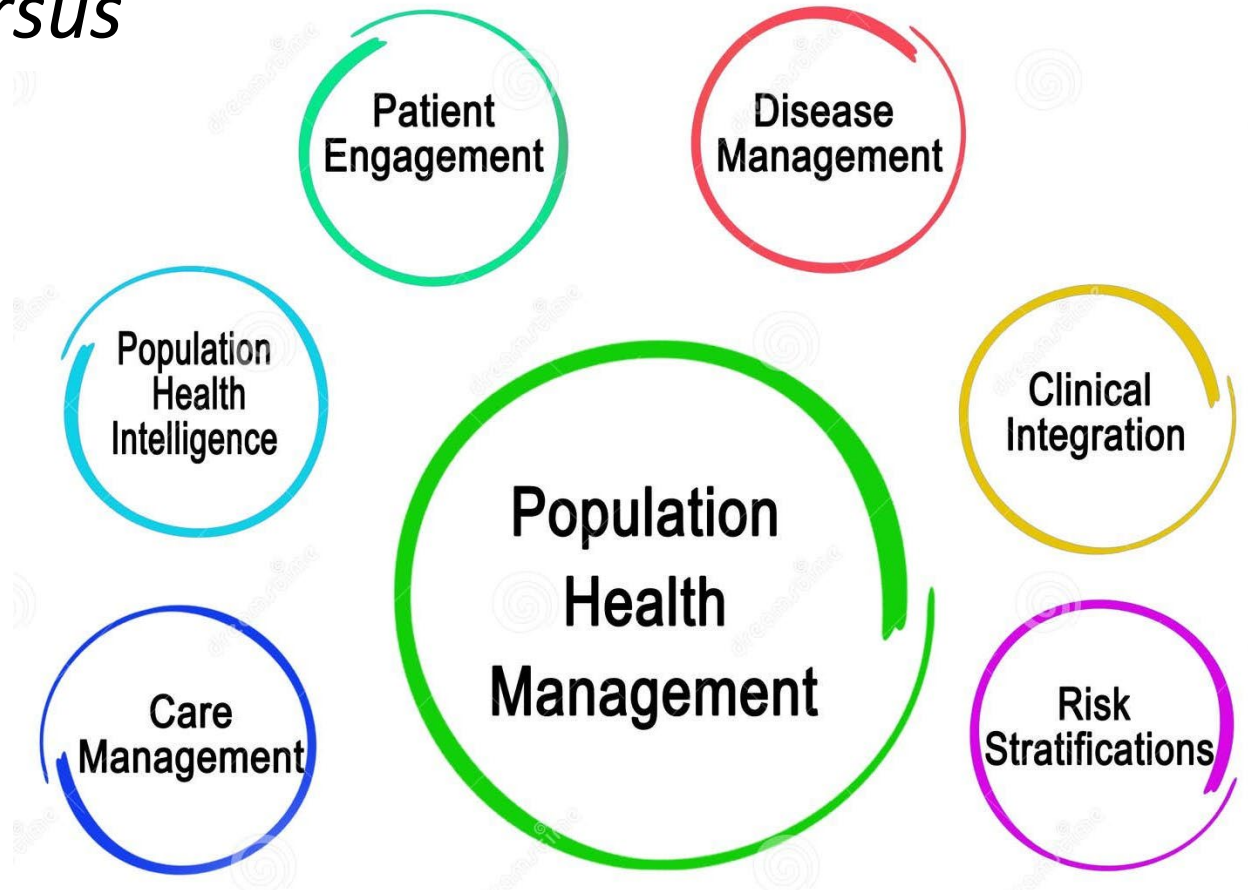 rsus
Patient
Engagement
Disease
Management
Population
Health
Intelligence
Clinical
Integration
Population
Health
Management
Care
Management
Risk
Stratifications